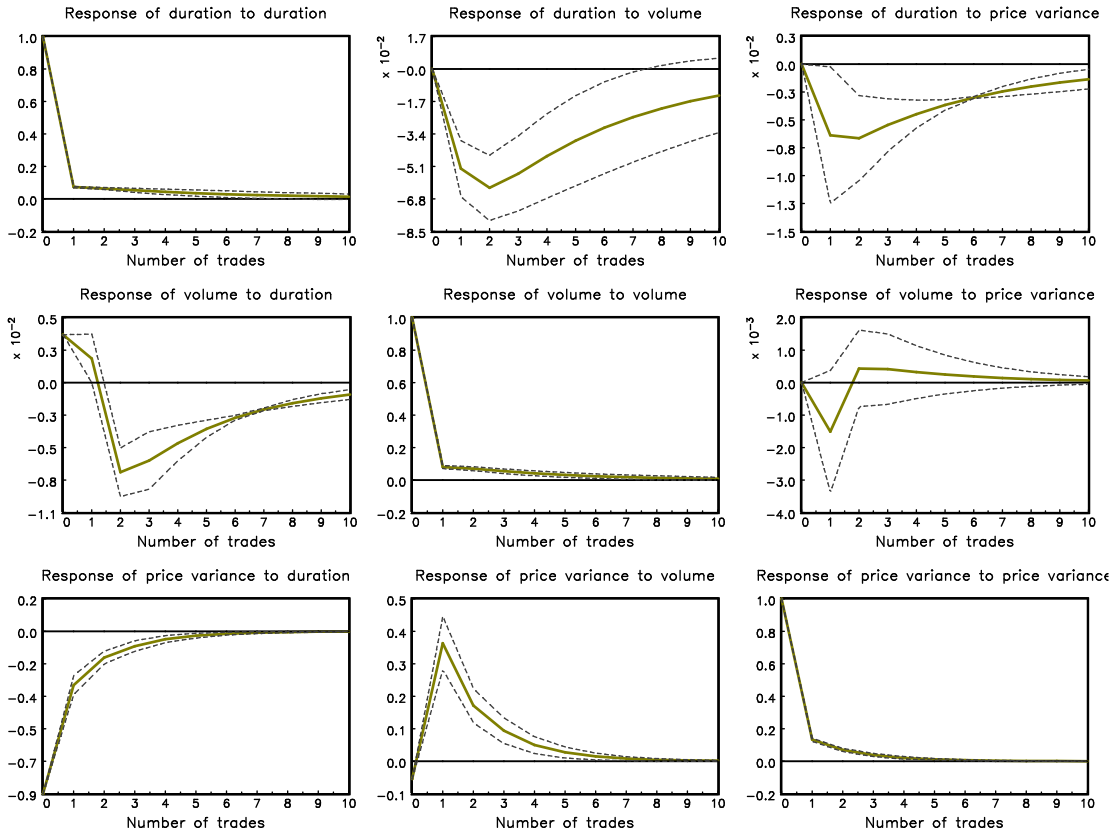 Response of duration to duration
1.0
0.8
0.6
0.4
0.2
0.0
−0.2
0 1 2 3 4 5 6 7 8 9 10
Number of trades
Response of duration to volume
x 10⁻²
1.7
−0.0
−1.7
−3.4
−5.1
−6.8
−8.5
0 1 2 3 4 5 6 7 8 9 10
Number of trades
Response of duration to price variance
x 10⁻²
0.3
0.0
−0.3
−0.5
−0.8
−1.0
−1.3
−1.5
0 1 2 3 4 5 6 7 8 9 10
Number of trades
Response of volume to duration
x 10⁻²
0.5
0.3
0.0
−0.3
−0.5
−0.8
−1.1
0 1 2 3 4 5 6 7 8 9 10
Number of trades
Response of volume to volume
1.0
0.8
0.6
0.4
0.2
0.0
−0.2
0 1 2 3 4 5 6 7 8 9 10
Number of trades
Response of volume to price variance
x 10⁻³
2.0
1.0
0.0
−1.0
−2.0
−3.0
−4.0
0 1 2 3 4 5 6 7 8 9 10
Number of trades
Response of price variance to duration
0.2
0.0
−0.2
−0.4
−0.5
−0.7
−0.9
0 1 2 3 4 5 6 7 8 9 10
Number of trades
Response of price variance to volume
0.5
0.4
0.3
0.2
0.1
0.0
−0.1
0 1 2 3 4 5 6 7 8 9 10
Number of trades
Response of price variance to price variance
1.0
0.8
0.6
0.4
0.2
0.0
−0.2
0 1 2 3 4 5 6 7 8 9 10
Number of trades